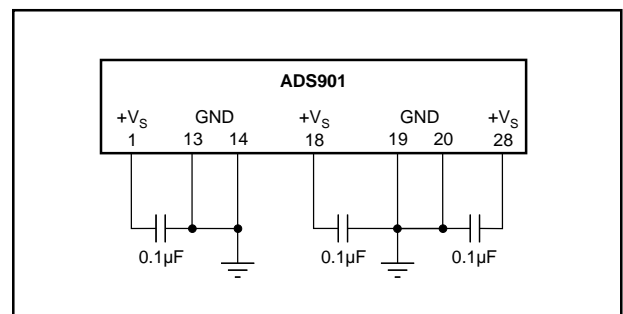 ADS901
+VS GND +VS GND +VS
1 13 14 18 19 20 28
0.1µF 0.1µF 0.1µF